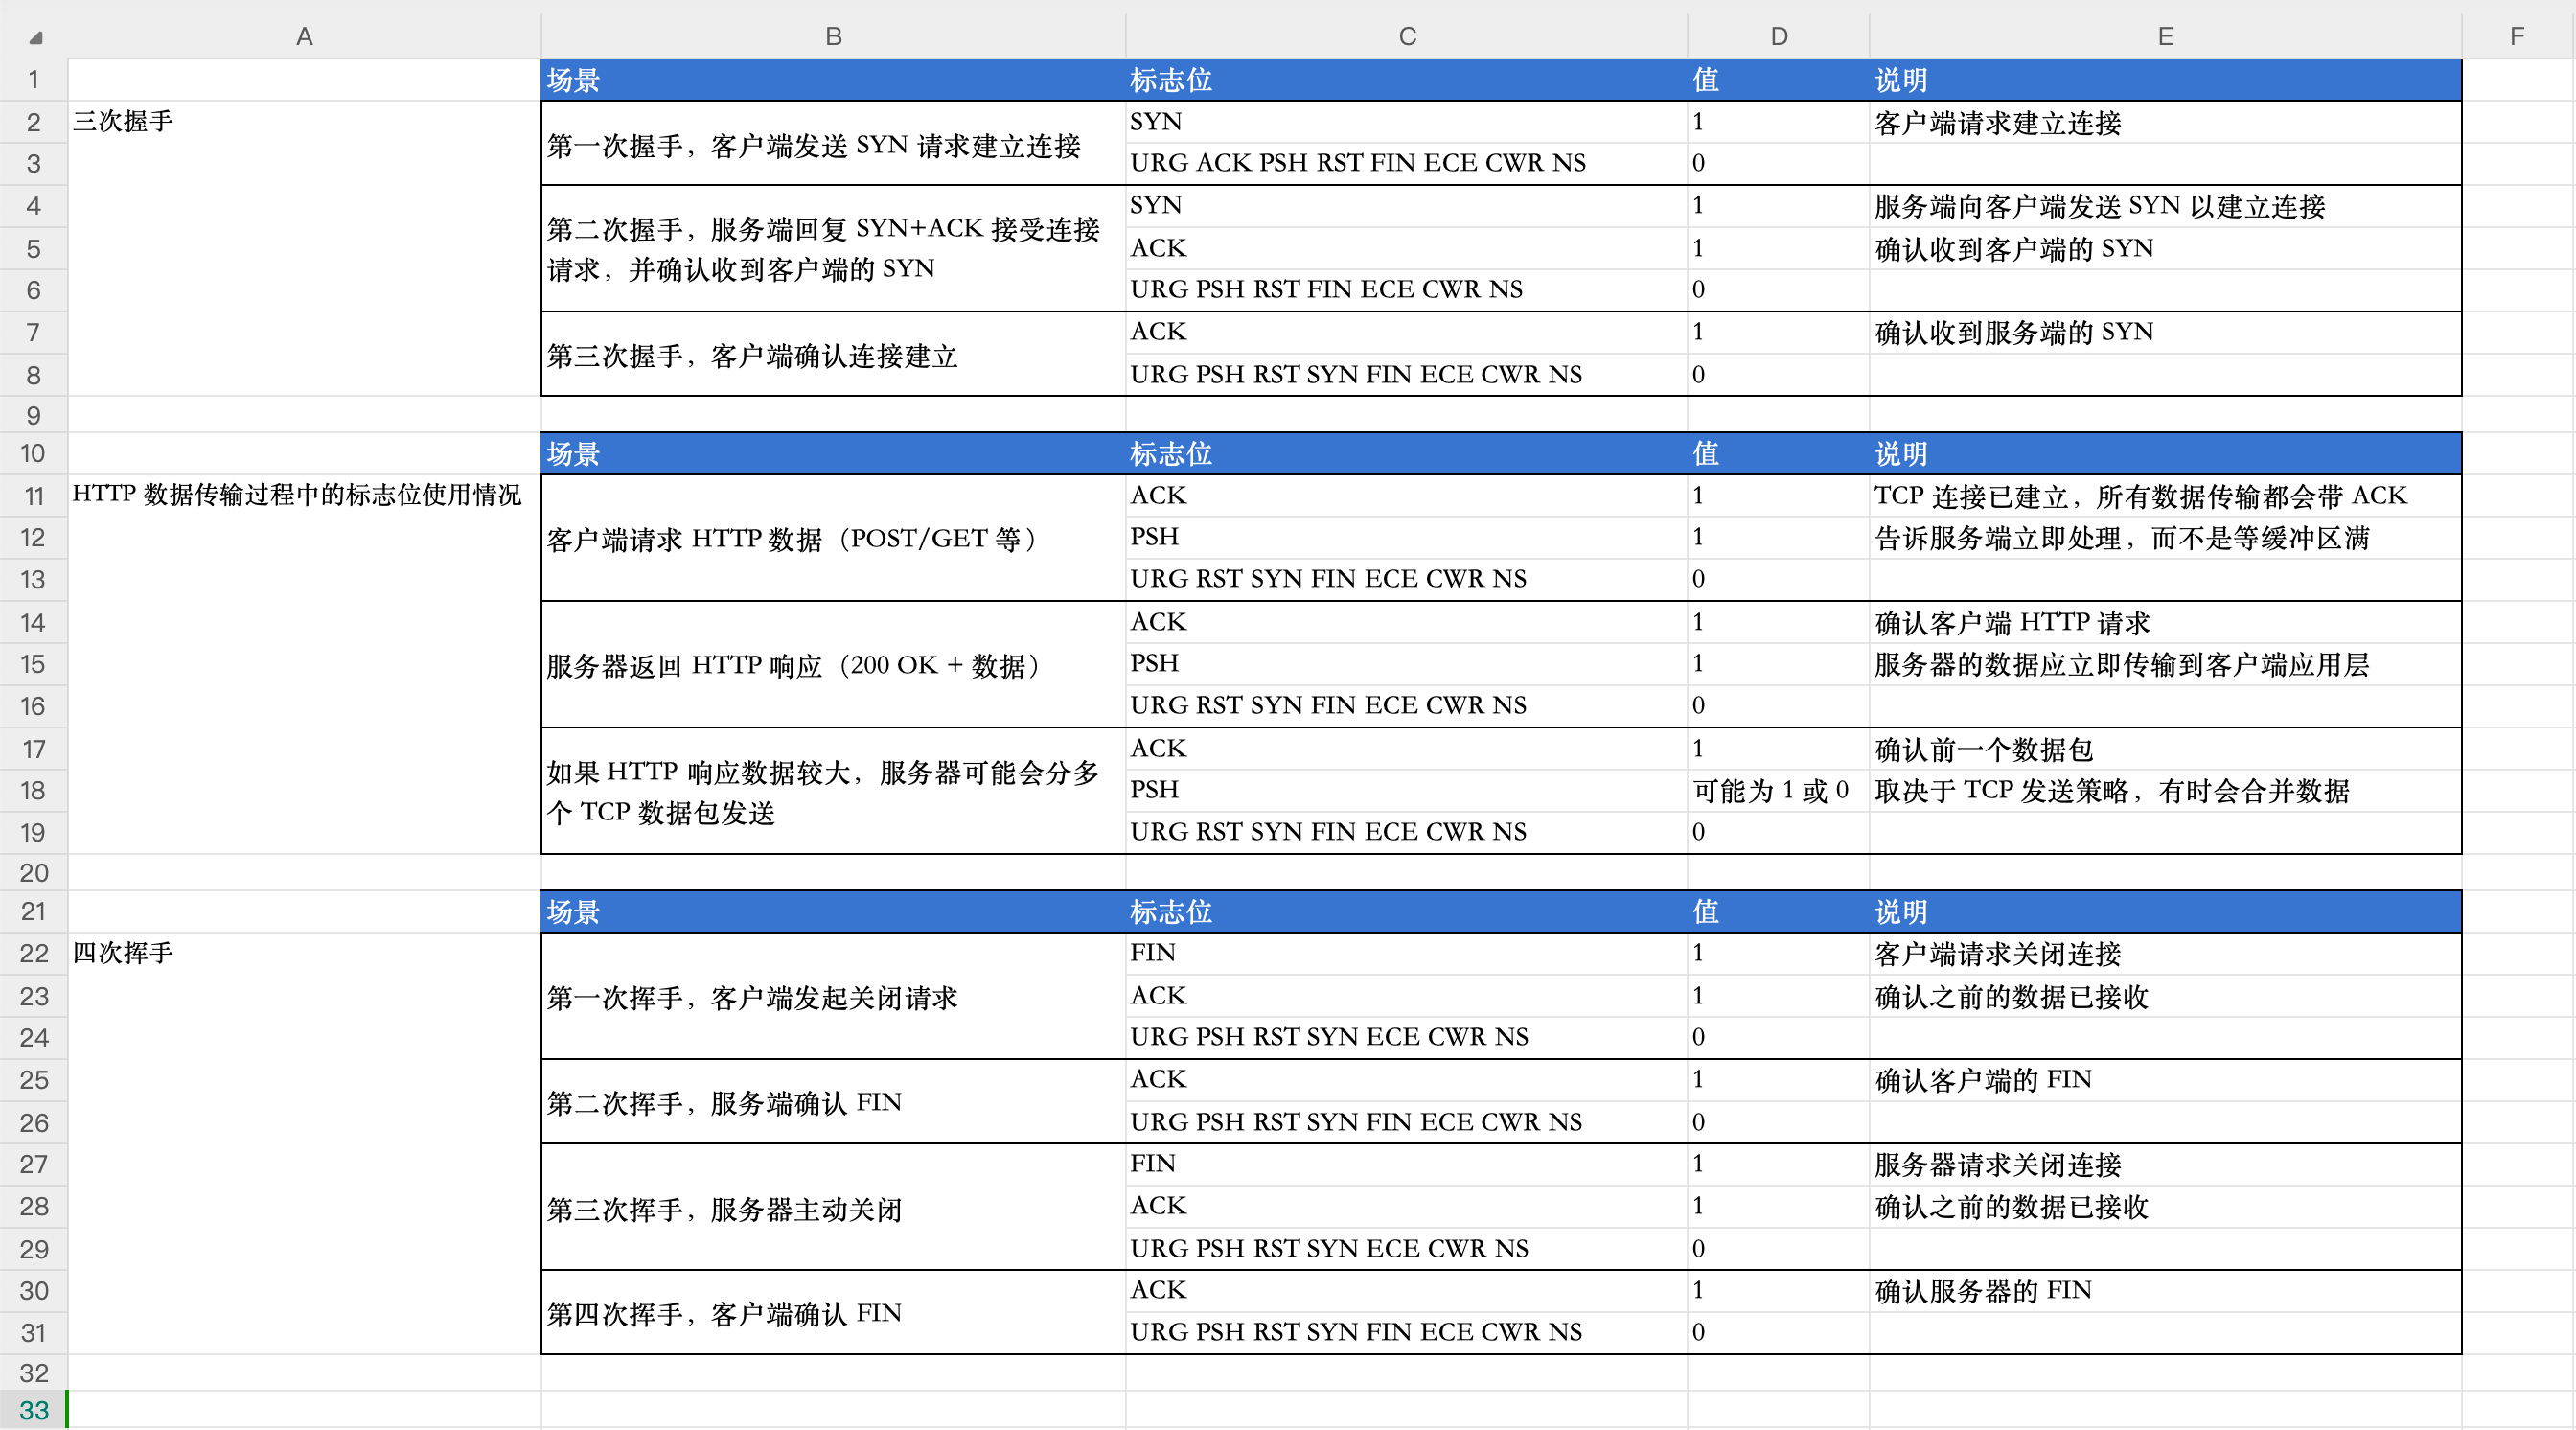 A B C D E F
1 场景 标志位 值 说明
2 三次握手 第一次握手，客户端发送 SYN 请求建立连接 SYN 1 客户端请求建立连接
3 URG ACK PSH RST FIN ECE CWR NS 0
4 第二次握手，服务端回复 SYN+ACK 接受连接 SYN 1 服务端向客户端发送 SYN 以建立连接
5 请求，并确认收到客户端的 SYN ACK 1 确认收到客户端的 SYN
6 URG PSH RST FIN ECE CWR NS 0
7 第三次握手，客户端确认连接建立 ACK 1 确认收到服务端的 SYN
8 URG PSH RST SYN FIN ECE CWR NS 0
9
10 场景 标志位 值 说明
11 HTTP 数据传输过程中的标志位使用情况 ACK 1 TCP 连接已建立，所有数据传输都会带 ACK
12 客户端请求 HTTP 数据（POST/GET 等） PSH 1 告诉服务端立即处理，而不是等缓冲区满
13 URG RST SYN FIN ECE CWR NS 0
14 ACK 1 确认客户端 HTTP 请求
15 服务器返回 HTTP 响应（200 OK + 数据） PSH 1 服务器的数据应立即传输到客户端应用层
16 URG RST SYN FIN ECE CWR NS 0
17 如果 HTTP 响应数据较大，服务器可能会分多 ACK 1 确认前一个数据包
18 个 TCP 数据包发送 PSH 可能为 1 或 0 取决于 TCP 发送策略，有时会合并数据
19 URG RST SYN FIN ECE CWR NS 0
20
21 场景 标志位 值 说明
22 四次挥手 FIN 1 客户端请求关闭连接
23 第一次挥手，客户端发起关闭请求 ACK 1 确认之前的数据已接收
24 URG PSH RST SYN ECE CWR NS 0
25 第二次挥手，服务端确认 FIN ACK 1 确认客户端的 FIN
26 URG PSH RST SYN FIN ECE CWR NS 0
27 FIN 1 服务器请求关闭连接
28 第三次挥手，服务器主动关闭 ACK 1 确认之前的数据已接收
29 URG PSH RST SYN ECE CWR NS 0
30 第四次挥手，客户端确认 FIN ACK 1 确认服务器的 FIN
31 URG PSH RST SYN FIN ECE CWR NS 0
32
33